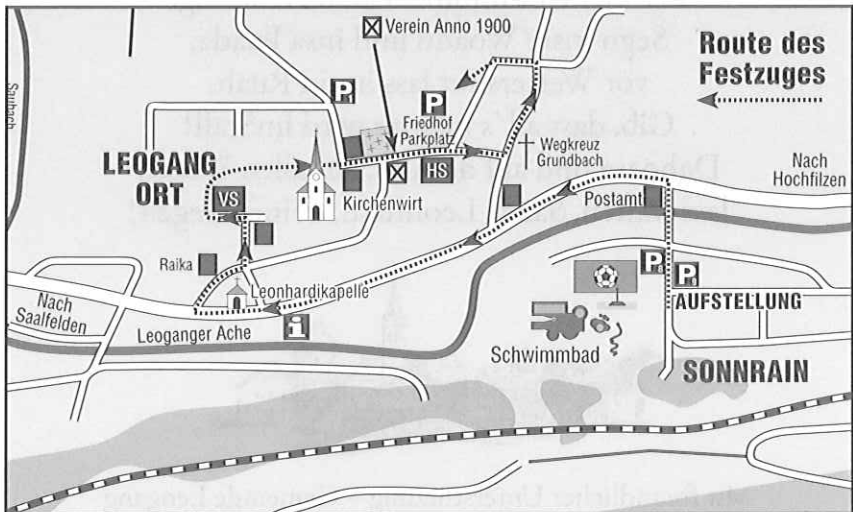 Verein Anno 1900
Route des
Festzuges
Saubach
P
P
Friedhof
Parkplatz
Wegkreuz
Grundbach
LEOGANG
ORT
HS
Nach
Hochfilzen
VS
Kirchenwirt
Postamt
Raika
P
P
Leonhardikapelle
Nach
Saalfelden
AUFSTELLUNG
Leoganger Ache
i
Schwimmbad
SONNRAIN